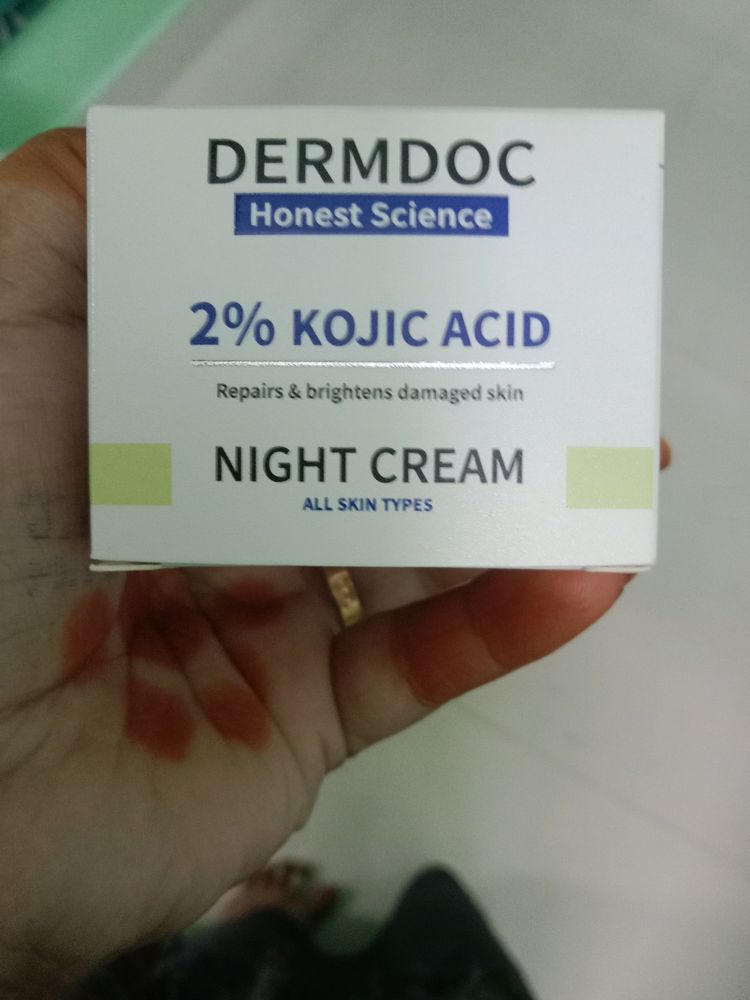 DERMDOC
Honest Science
2% KOJIC ACID
Repairs & brightens damaged skin
NIGHT CREAM
ALL SKIN TYPES